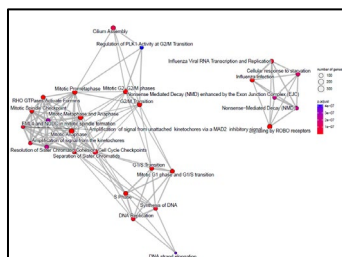 Cilium Assembly
Regulation of PLK1 Activity at G2/M Transition
Influenza Viral RNA Transcription and Replication
number of genes
Cellular response to starvation
Influenza Infection
Mitotic Prometaphase
Mitotic G2-G2/M phases
Nonsense Mediated Decay (NMD) enhanced by the Exon Junction Complex (EJC)
p.adjust
Mitotic Spindle Checkpoint
G2/M Transition
RHO GTPases Activate Formins
Mitotic Metaphase and Anaphase
Nonsense-Mediated Decay (NMD)
Amplification of signal from unattached kinetochores via a MAD2 inhibitory signal
Signaling by ROBO receptors
Mitotic Anaphase
Amplification of signal from the kinetochores
Resolution of Sister Chromatid Cohesion
Cell Cycle Checkpoints
Separation of Sister Chromatids
G1/S Transition
Mitotic G1 phase and G1/S transition
S Phase
Synthesis of DNA
DNA Replication
DNA strand elongation